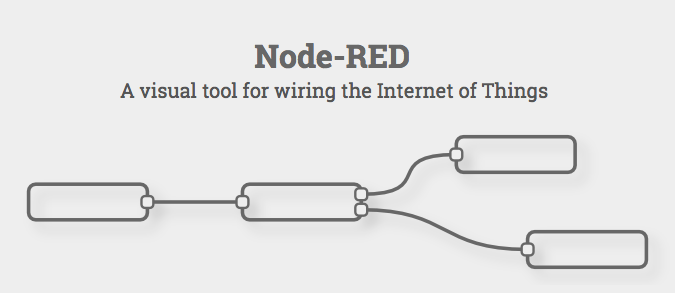 Node-RED
A visual tool for wiring the Internet of Things